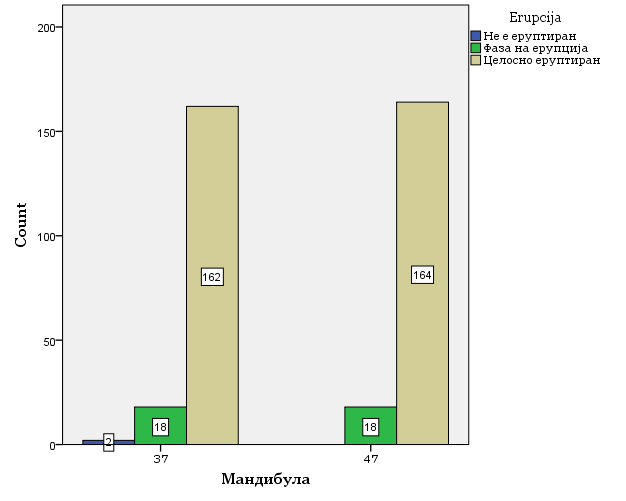 Erupcija
Не е еруптиран
Фаза на ерупција
Целосно еруптиран
200
150
100
50
0
Count
162
164
18
18
2
37
47
Мандибула